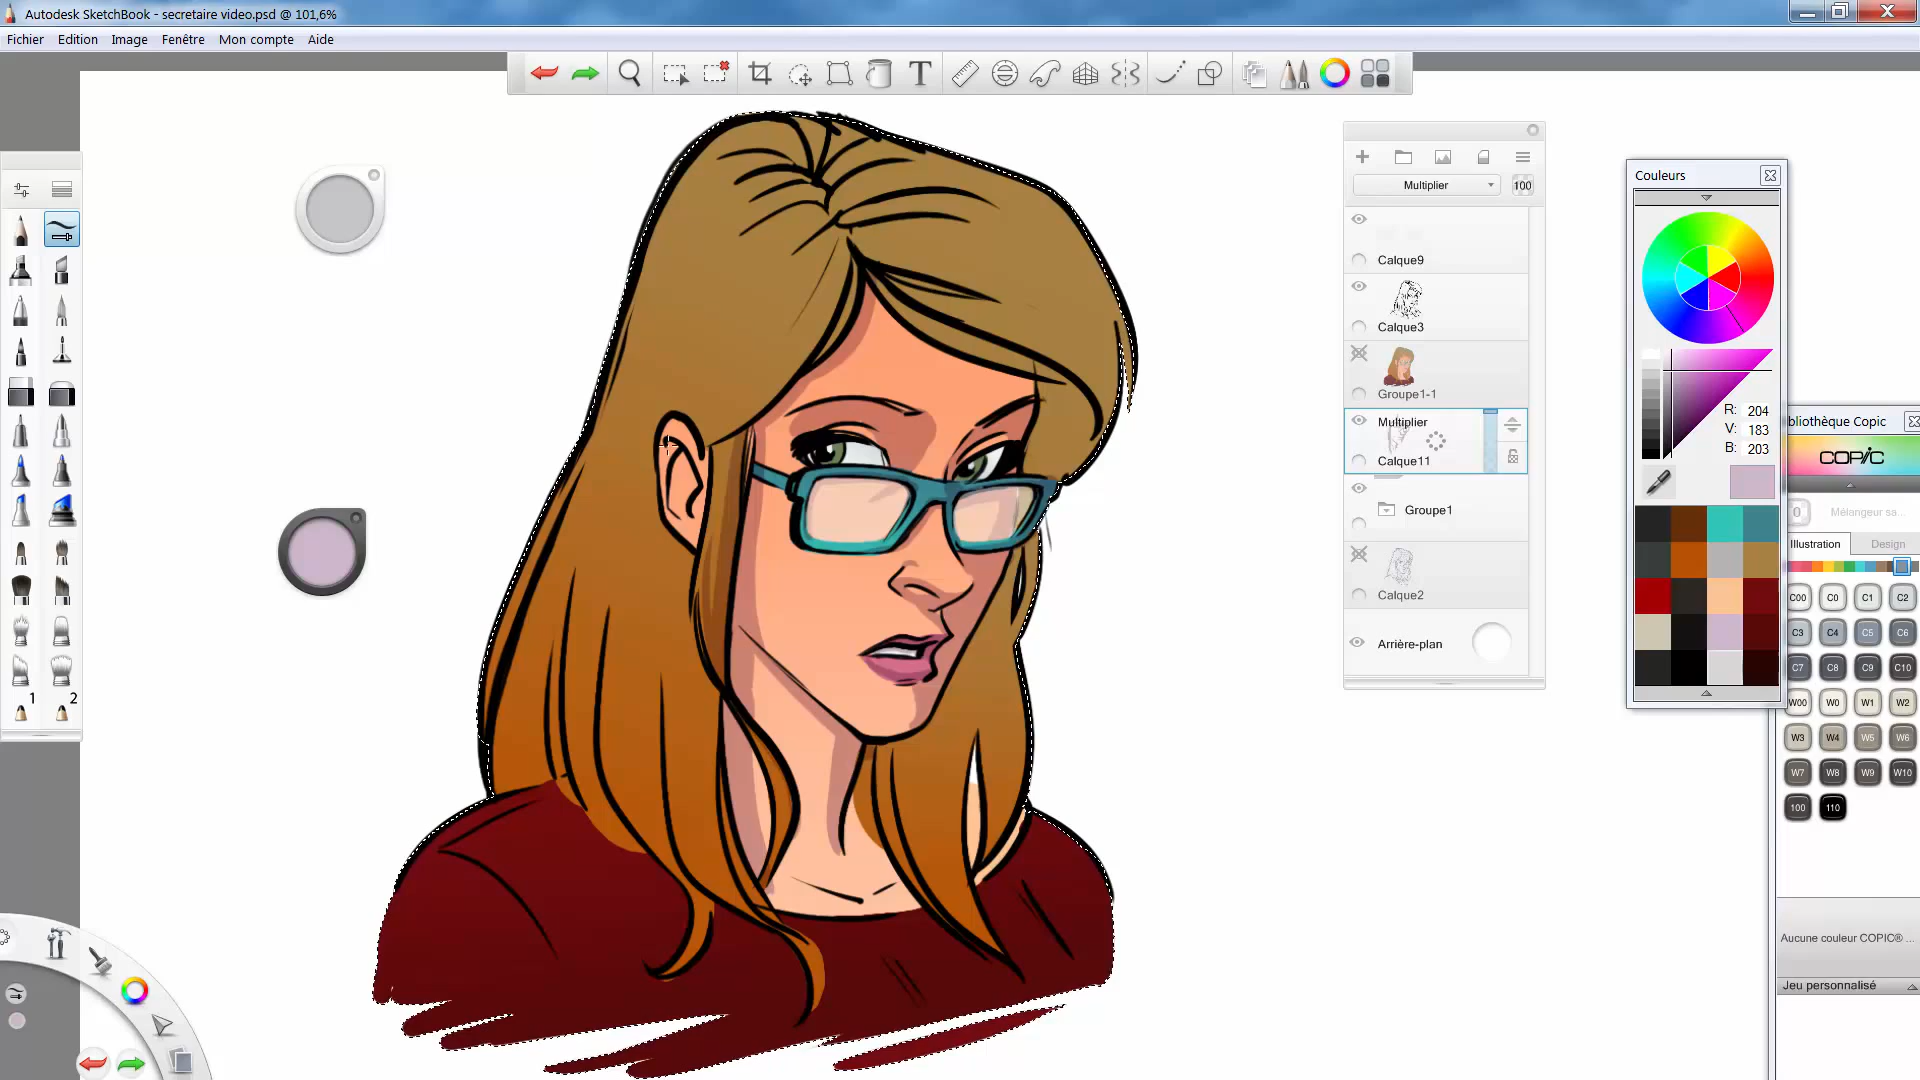 Autodesk SketchBook - secretaire video.psd @ 101,6%
Fichier Edition Image Fenêtre Mon compte Aide
T
Multiplier 100
Calque9
Calque3
Groupe1-1
Multiplier
Calque11
Groupe1
Calque2
Arrière-plan
Couleurs
R: 204
V: 183
B: 203
bliothèque Copic
COPIC
0 Mélangeur sa...
Illustration Design
C00 C0 C1 C2
C3 C4 C5 C6
C7 C8 C9 C10
W00 W0 W1 W2
W3 W4 W5 W6
W7 W8 W9 W10
100 110
Aucune couleur COPIC® ...
Jeu personnalisé
1 2